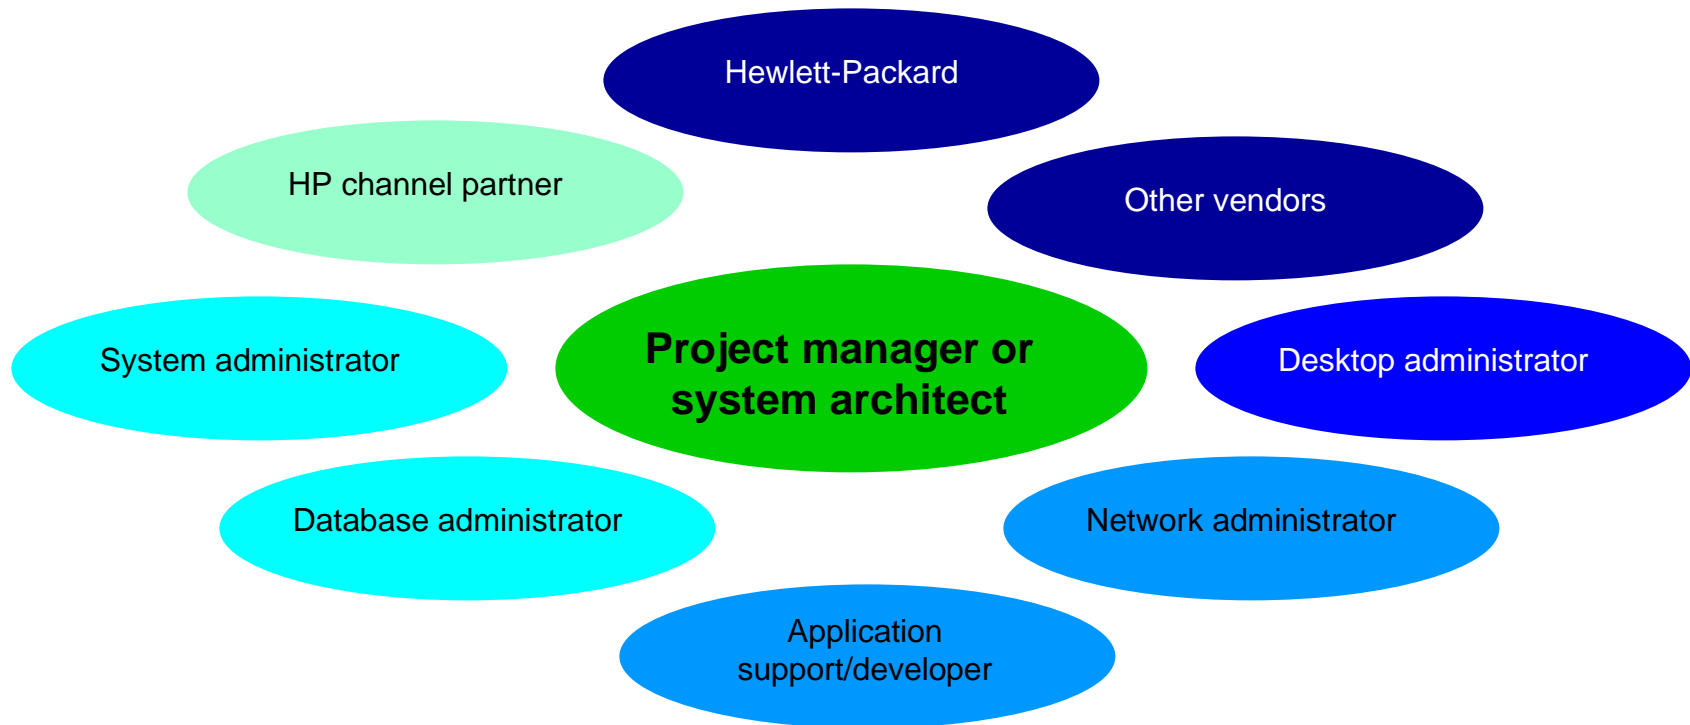 Hewlett-Packard
HP channel partner
Other vendors
System administrator
Project manager or
system architect
Desktop administrator
Database administrator
Network administrator
Application
support/developer